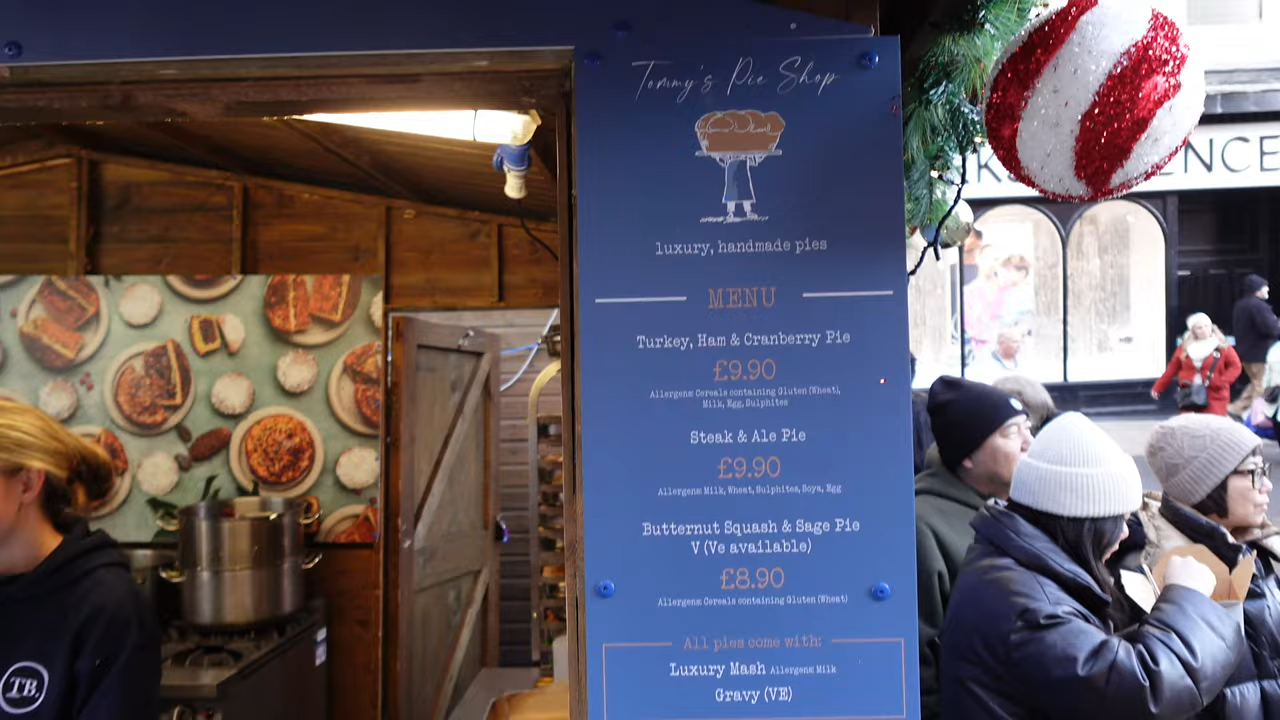 Tommy's Pie Shop
luxury, handmade pies
MENU
Turkey, Ham & Cranberry Pie
£9.90
Allergens: Cereals containing Gluten (Wheat),
Milk, Egg, Sulphites
Steak & Ale Pie
£9.90
Allergens: Milk, Wheat, Sulphites, Soya, Egg
Butternut Squash & Sage Pie
V (Ve available)
£8.90
Allergens: Cereals containing Gluten (Wheat)
All pies come with:
Luxury Mash Allergens: Milk
Gravy (VE)
TB.